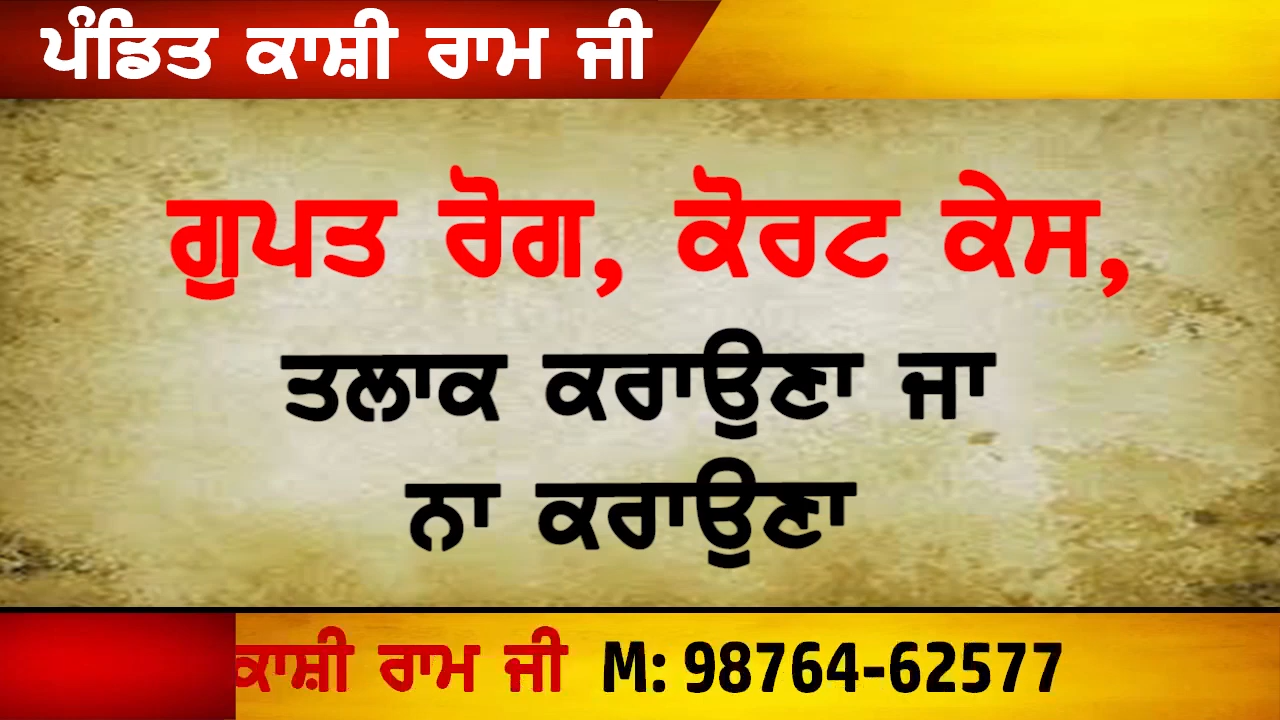 ਪੰਡਿਤ ਕਾਸ਼ੀ ਰਾਮ ਜੀ
ਗੁਪਤ ਰੋਗ, ਕੋਰਟ ਕੇਸ,
ਤਲਾਕ ਕਰਾਉਣਾ ਜਾ
ਨਾ ਕਰਾਉਣਾ
ਕਾਸ਼ੀ ਰਾਮ ਜੀ M: 98764-62577